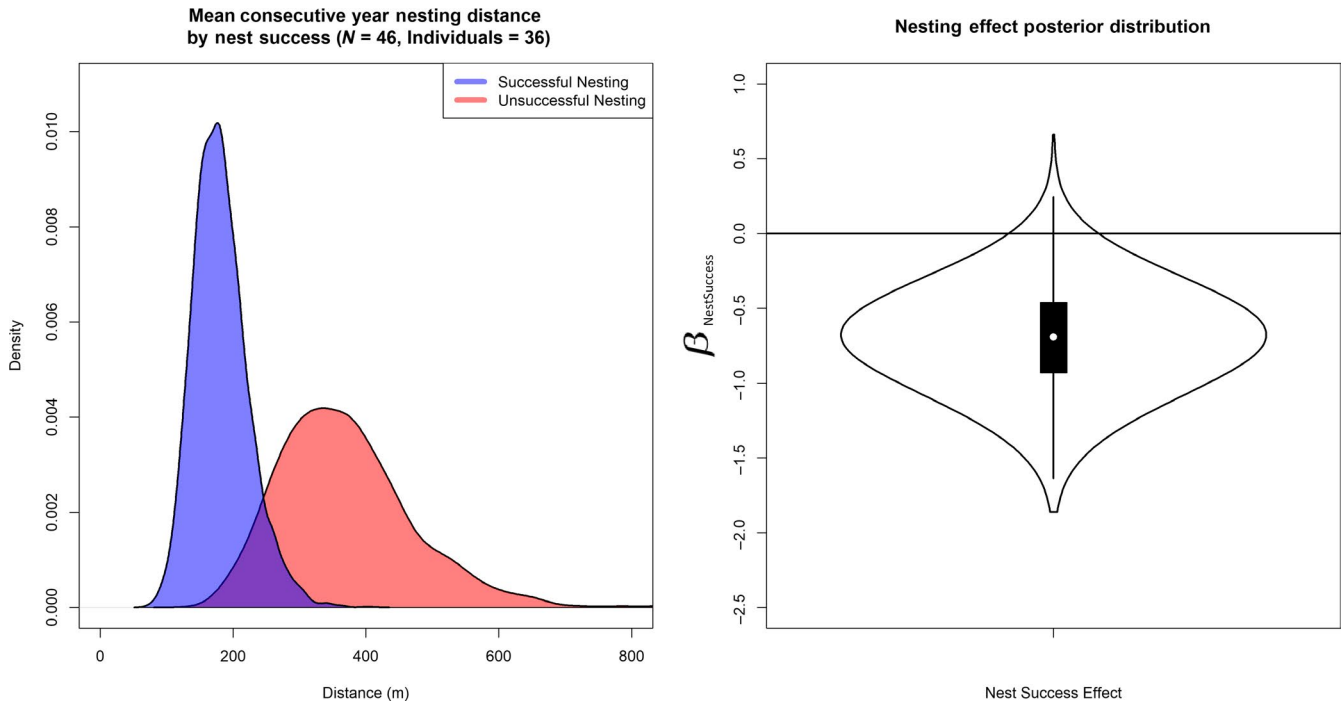 Mean consecutive year nesting distance
by nest success (N = 46, Individuals = 36)
Successful Nesting
Unsuccessful Nesting
Density
0.000
0.002
0.004
0.006
0.008
0.010
0
200
400
600
800
Distance (m)
Nesting effect posterior distribution
β NestSuccess
1.0
0.5
0.0
−0.5
−1.0
−1.5
−2.0
−2.5
Nest Success Effect